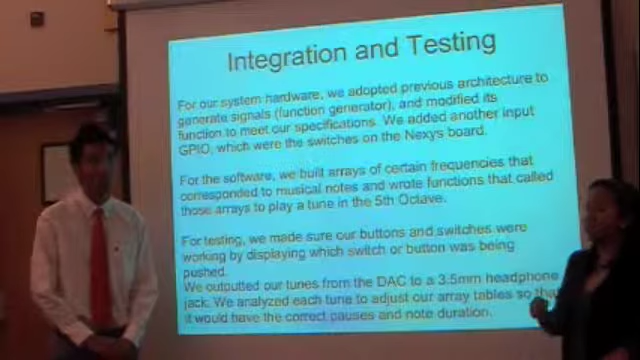 Integration and Testing
For our system hardware, we adopted previous architecture to
generate signals (function generator), and modified its
function to meet our specifications. We added another input
GPIO, which were the switches on the Nexys board.
For the software, we built arrays of certain frequencies that
corresponded to musical notes and wrote functions that called
those arrays to play a tune in the 5th Octave.
For testing, we made sure our buttons and switches were
working by displaying which switch or button was being
pushed.
We outputted our tunes from the DAC to a 3.5mm headphone
jack. We analyzed each tune to adjust our array tables so that
it would have the correct pauses and note duration.